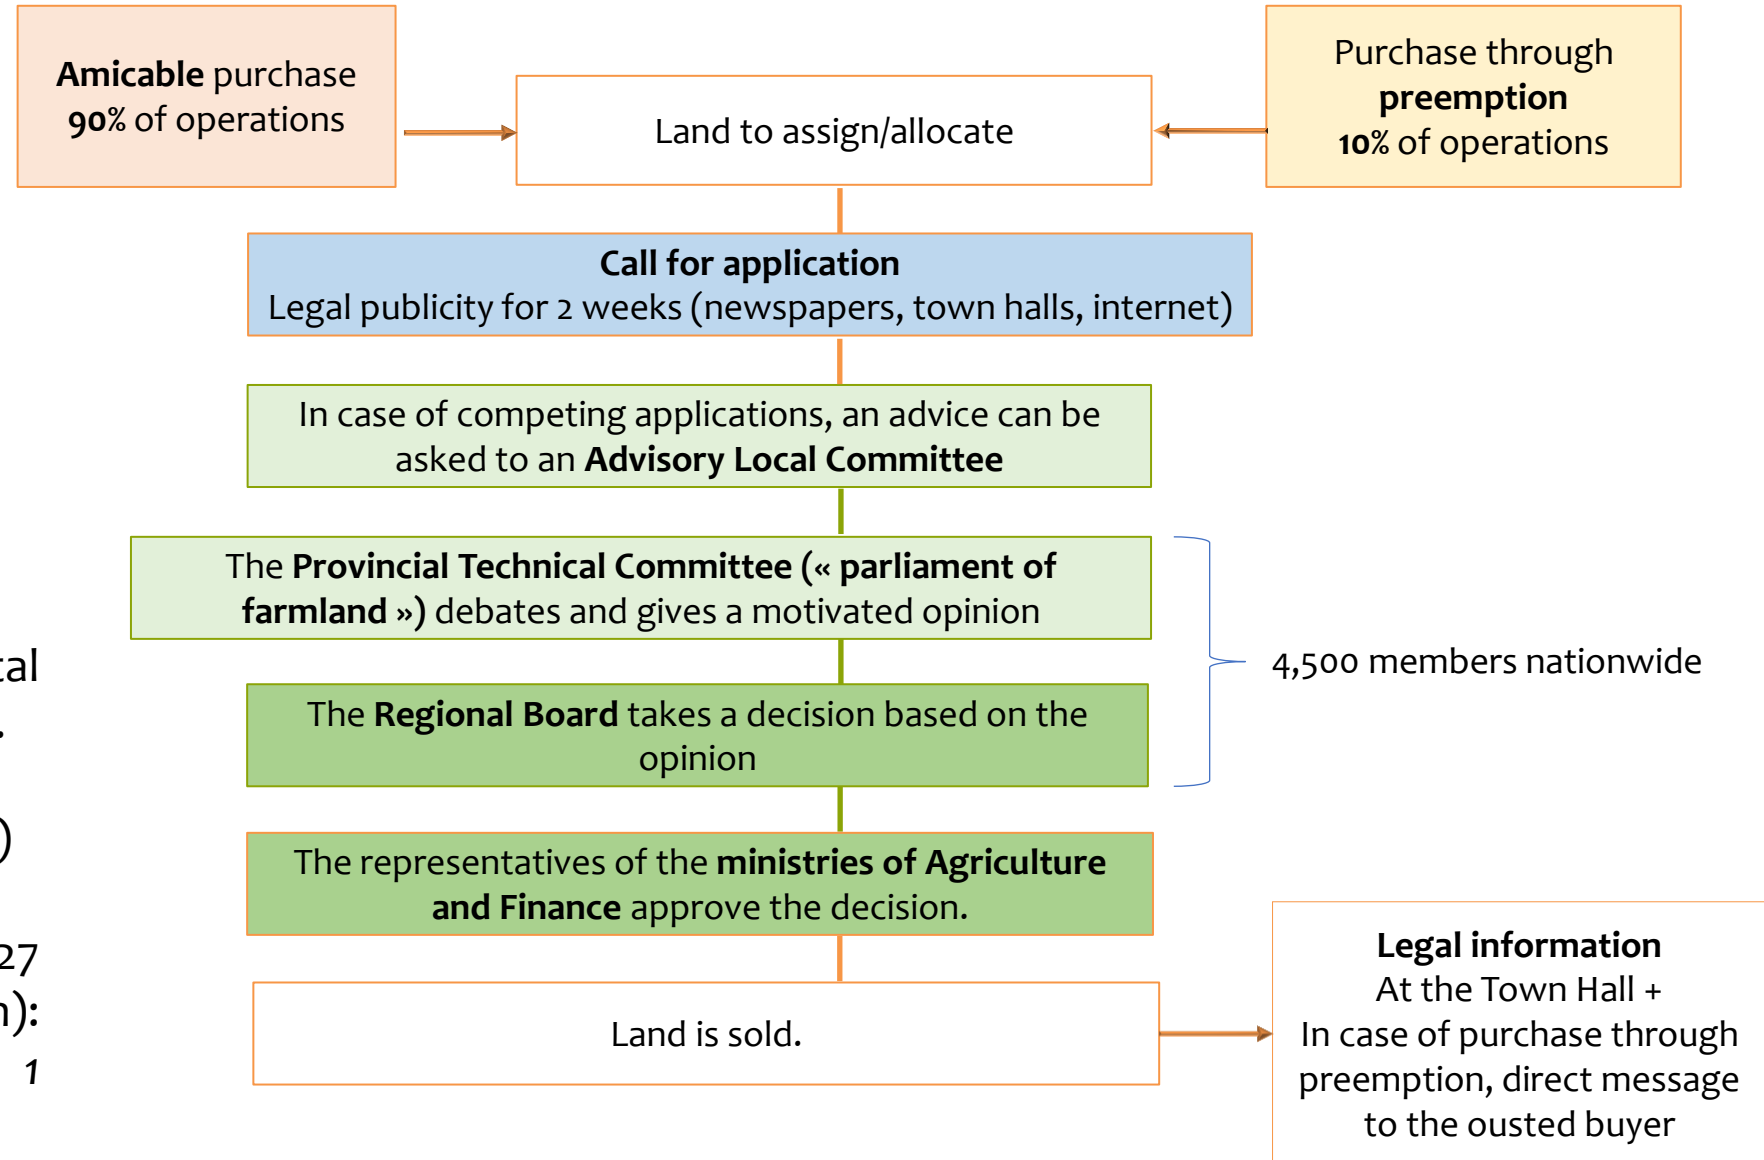 Amicable purchase
90% of operations
Land to assign/allocate
Purchase through
preemption
10% of operations
Call for application
Legal publicity for 2 weeks (newspapers, town halls, internet)
In case of competing applications, an advice can be
asked to an Advisory Local Committee
The Provincial Technical Committee (« parliament of
farmland ») debates and gives a motivated opinion
4,500 members nationwide
The Regional Board takes a decision based on the
opinion
The representatives of the ministries of Agriculture
and Finance approve the decision.
Land is sold.
Legal information
At the Town Hall +
In case of purchase through
preemption, direct message
to the ousted buyer
.
)
27
):
1